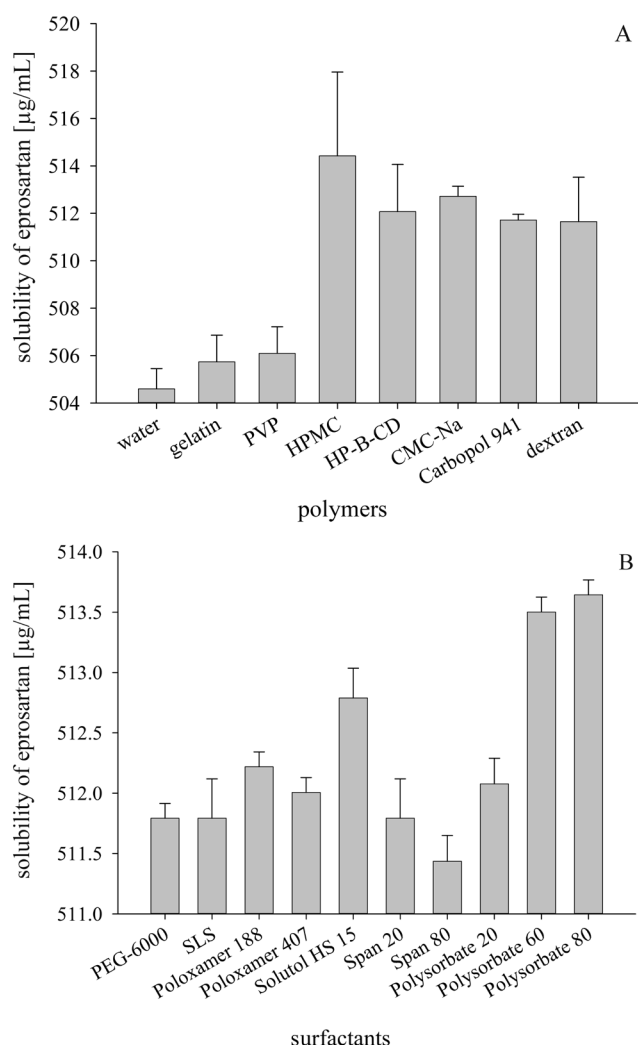 A
solubility of eprosartan [µg/mL]
520
518
516
514
512
510
508
506
504
water
gelatin
PVP
HPMC
HP-B-CD
CMC-Na
Carbopol 941
dextran
polymers
B
solubility of eprosartan [µg/mL]
514.0
513.5
513.0
512.5
512.0
511.5
511.0
PEG-6000
SLS
Poloxamer 188
Poloxamer 407
Solutol HS 15
Span 20
Span 80
Polysorbate 20
Polysorbate 60
Polysorbate 80
surfactants